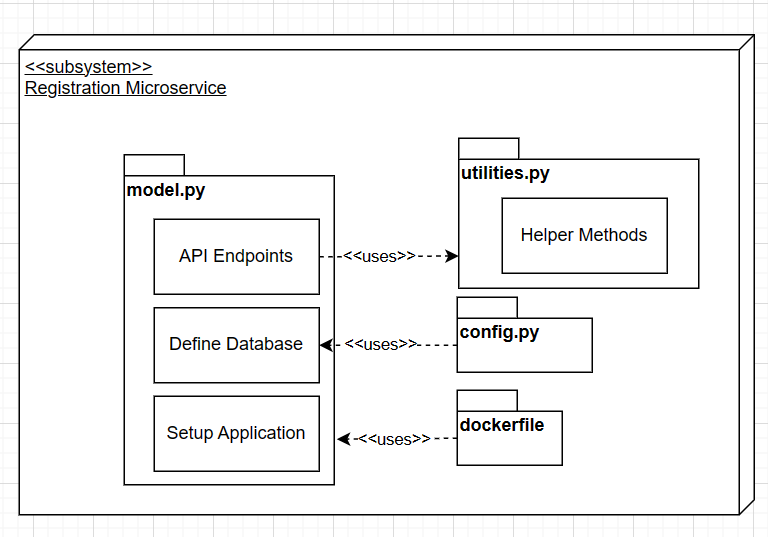 <<subsystem>>
Registration Microservice
model.py
API Endpoints
<<uses>>
utilities.py
Helper Methods
Define Database
<<uses>>
config.py
Setup Application
<<uses>>
dockerfile